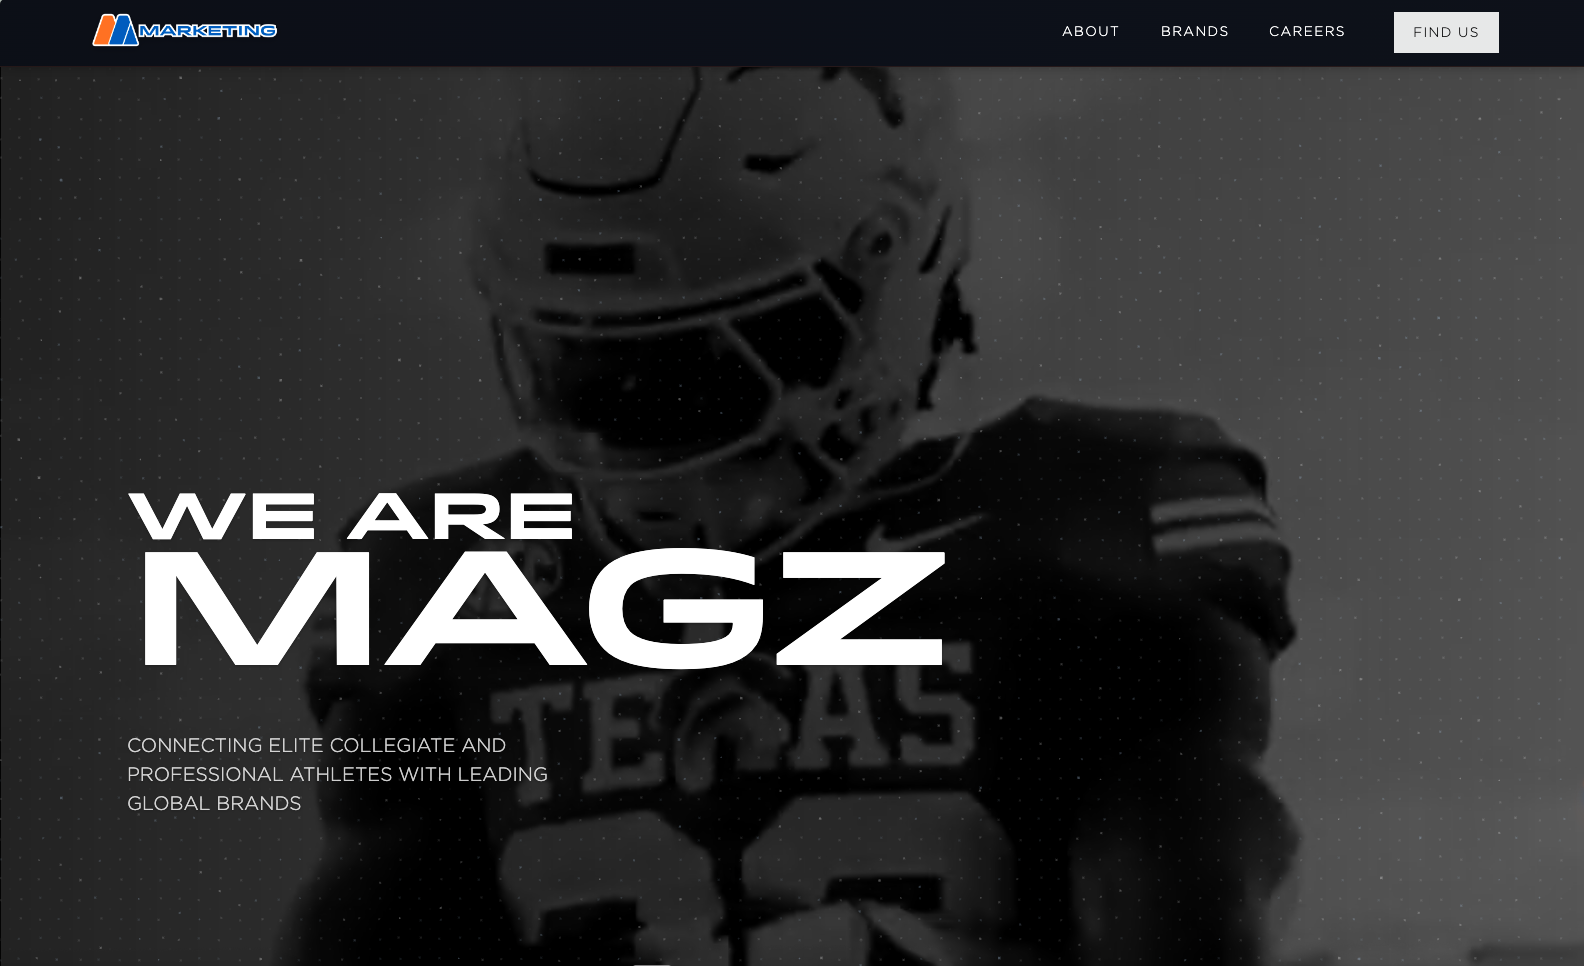 MARKETING
ABOUT BRANDS CAREERS FIND US
WE ARE
MAGZ
TEXAS
CONNECTING ELITE COLLEGIATE AND
PROFESSIONAL ATHLETES WITH LEADING
GLOBAL BRANDS